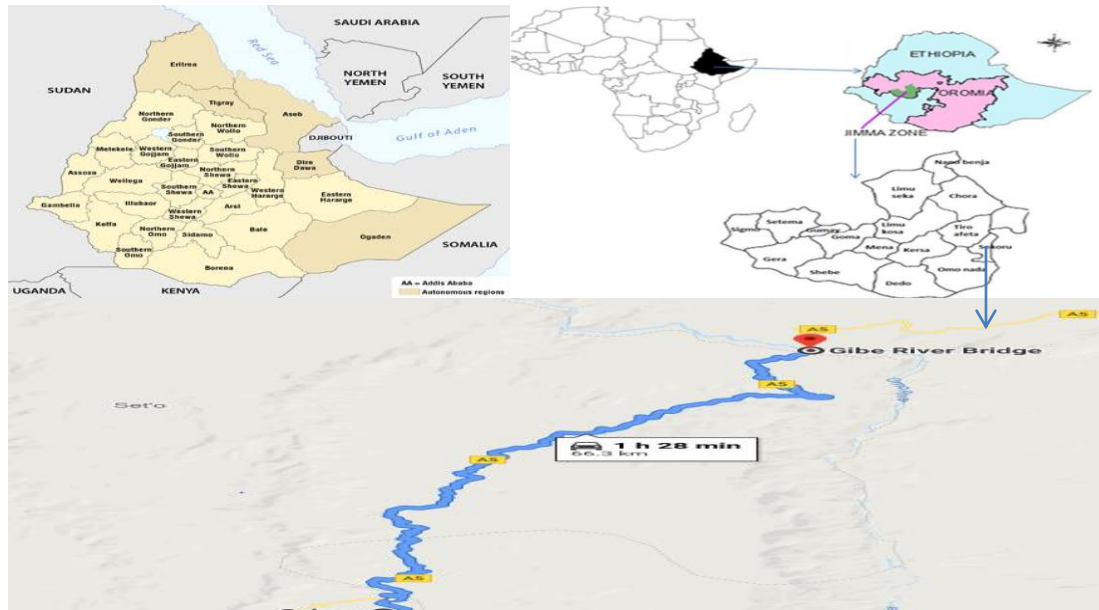 SAUDI ARABIA
Red Sea
Eritrea
NORTH
YEMEN
SOUTH
YEMEN
SUDAN
Tigray
Aseb
Northern
Gonder
Northern
Wollo
Southern
Gonder
DJIBOUTI
Gulf of Aden
Metekele
Western
Gojjam
Eastern
Gojjam
Southern
Wollo
Dire
Dawa
Assosa
Wellega
Northern
Shewa
Eastern
Shewa
Southern
Shewa
AA
Western
Hararge
Eastern
Hararge
Gambella
Illubabor
Western
Shewa
Arsi
Keffa
Northern
Omo
Sidamo
Bale
Ogaden
Southern
Omo
Borena
SOMALIA
UGANDA
KENYA
AA = Addis Ababa
Autonomous regions
ETHIOPIA
OROMIA
JIMMA ZONE
Nano benja
Limu
seka
Chora
Setema
Sigmo
Gumay
Goma
Limu
kosa
Tiro
afeta
Mena
Kersa
Sokoru
Gera
Shebe
Omo nada
Dedo
A5
A5
Gibe River Bridge
A5
Set'o
1 h 28 min
66.3 km
A5
A5